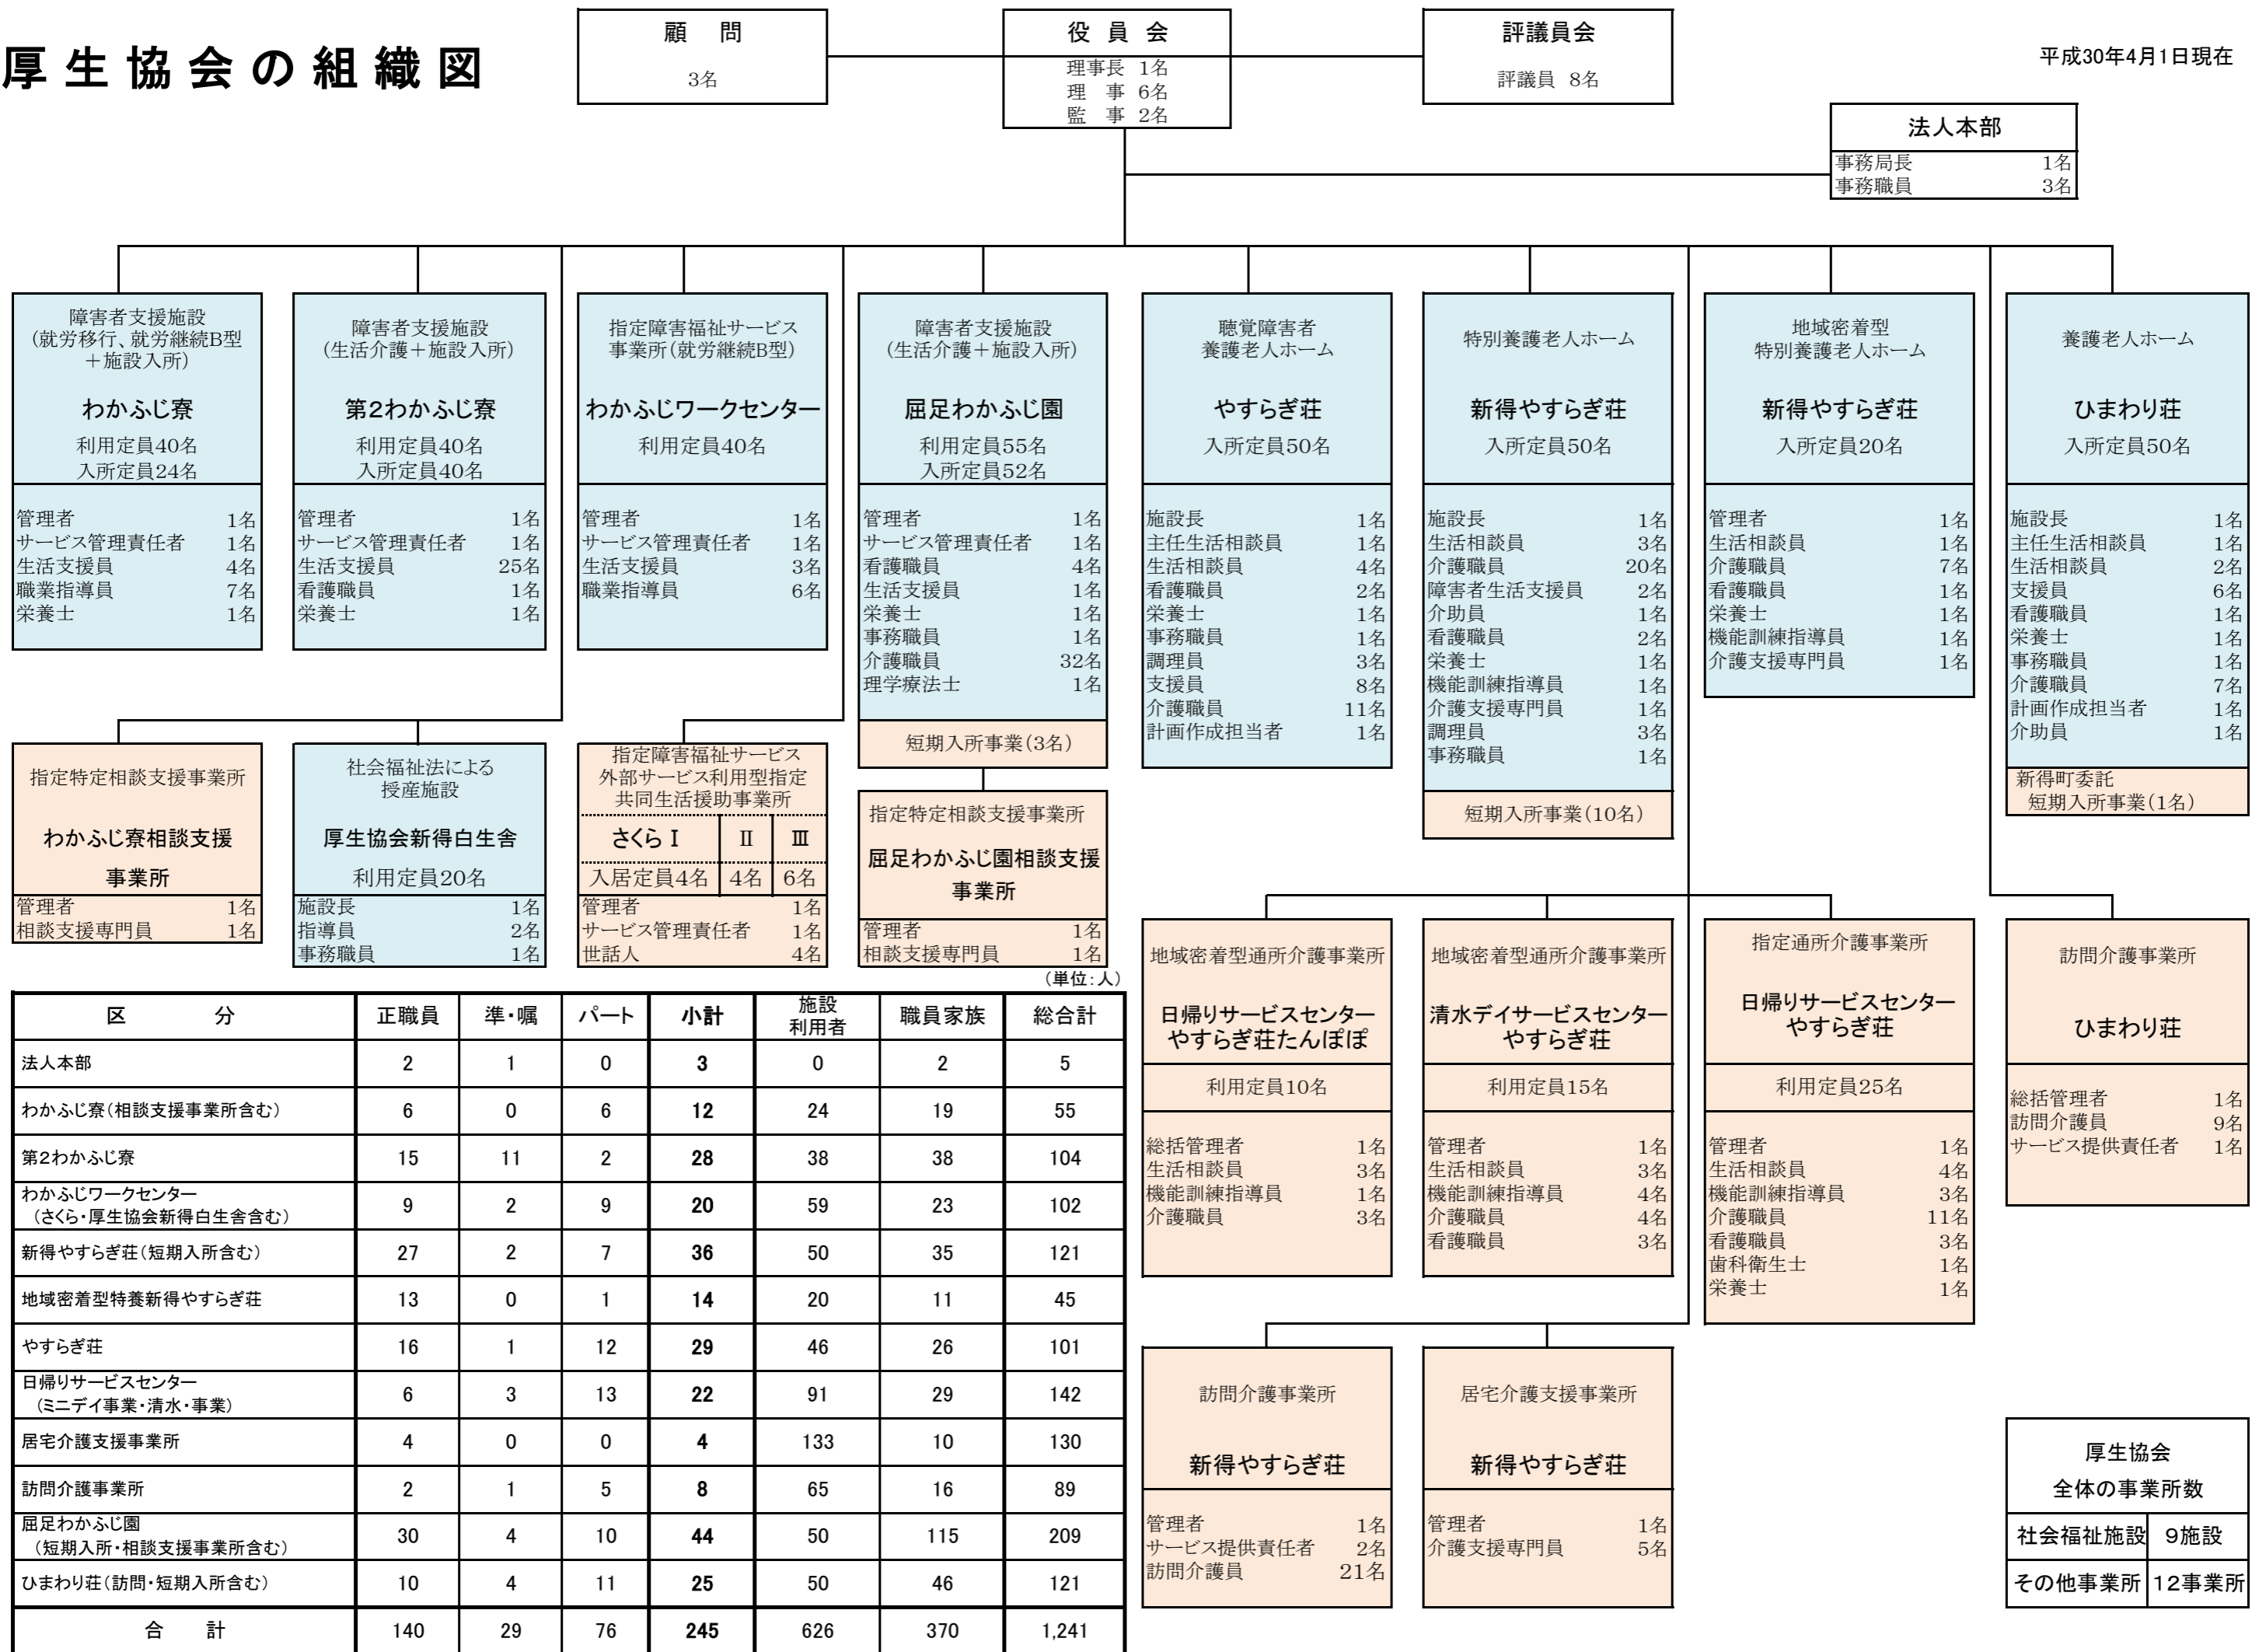 厚生協会の組織図
顧　問
3名
役 員 会
理事長 1名
理　事 6名
監　事 2名
評議員会
評議員 8名
平成30年4月1日現在
法人本部
事務局長 1名
事務職員 3名
障害者支援施設
(就労移行、就労継続B型
＋施設入所)
わかふじ寮
利用定員40名
入所定員24名
管理者 1名
サービス管理責任者 1名
生活支援員 4名
職業指導員 7名
栄養士 1名
障害者支援施設
(生活介護＋施設入所)
第2わかふじ寮
利用定員40名
入所定員40名
管理者 1名
サービス管理責任者 1名
生活支援員 25名
看護職員 1名
栄養士 1名
指定障害福祉サービス
事業所(就労継続B型)
わかふじワークセンター
利用定員40名
管理者 1名
サービス管理責任者 1名
生活支援員 3名
職業指導員 6名
障害者支援施設
(生活介護＋施設入所)
屈足わかふじ園
利用定員55名
入所定員52名
管理者 1名
サービス管理責任者 1名
看護職員 4名
生活支援員 1名
栄養士 1名
事務職員 1名
介護職員 32名
理学療法士 1名
短期入所事業(3名)
聴覚障害者
養護老人ホーム
やすらぎ荘
入所定員50名
施設長 1名
主任生活相談員 1名
生活相談員 4名
看護職員 2名
栄養士 1名
事務職員 1名
調理員 3名
支援員 8名
介護職員 11名
計画作成担当者 1名
特別養護老人ホーム
新得やすらぎ荘
入所定員50名
施設長 1名
生活相談員 3名
介護職員 20名
障害者生活支援員 2名
介助員 1名
看護職員 2名
栄養士 1名
機能訓練指導員 1名
介護支援専門員 1名
調理員 3名
事務職員 1名
短期入所事業(10名)
地域密着型
特別養護老人ホーム
新得やすらぎ荘
入所定員20名
管理者 1名
生活相談員 1名
介護職員 7名
看護職員 1名
栄養士 1名
機能訓練指導員 1名
介護支援専門員 1名
養護老人ホーム
ひまわり荘
入所定員50名
施設長 1名
主任生活相談員 1名
生活相談員 2名
支援員 6名
看護職員 1名
栄養士 1名
事務職員 1名
介護職員 7名
計画作成担当者 1名
介助員 1名
新得町委託
短期入所事業(1名)
指定特定相談支援事業所
わかふじ寮相談支援
事業所
管理者 1名
相談支援専門員 1名
社会福祉法による
授産施設
厚生協会新得白生舎
利用定員20名
施設長 1名
指導員 2名
事務職員 1名
指定障害福祉サービス
外部サービス利用型指定
共同生活援助事業所
さくら Ⅰ Ⅱ Ⅲ
入居定員4名 4名 6名
管理者 1名
サービス管理責任者 1名
世話人 4名
指定特定相談支援事業所
屈足わかふじ園相談支援
事業所
管理者 1名
相談支援専門員 1名
地域密着型通所介護事業所
日帰りサービスセンター
やすらぎ荘たんぽぽ
利用定員10名
総括管理者 1名
生活相談員 3名
機能訓練指導員 1名
介護職員 3名
地域密着型通所介護事業所
清水デイサービスセンター
やすらぎ荘
利用定員15名
管理者 1名
生活相談員 3名
機能訓練指導員 4名
介護職員 4名
看護職員 3名
指定通所介護事業所
日帰りサービスセンター
やすらぎ荘
利用定員25名
管理者 1名
生活相談員 4名
機能訓練指導員 3名
介護職員 11名
看護職員 3名
歯科衛生士 1名
栄養士 1名
訪問介護事業所
ひまわり荘
総括管理者 1名
訪問介護員 9名
サービス提供責任者 1名
訪問介護事業所
新得やすらぎ荘
管理者 1名
サービス提供責任者 2名
訪問介護員 21名
居宅介護支援事業所
新得やすらぎ荘
管理者 1名
介護支援専門員 5名
(単位：人)
区　分 正職員 準・嘱 パート 小計 施設利用者 職員家族 総合計
法人本部 2 1 0 3 0 2 5
わかふじ寮(相談支援事業所含む) 6 0 6 12 24 19 55
第2わかふじ寮 15 11 2 28 38 38 104
わかふじワークセンター
(さくら・厚生協会新得白生舎含む) 9 2 9 20 59 23 102
新得やすらぎ荘(短期入所含む) 27 2 7 36 50 35 121
地域密着型特養新得やすらぎ荘 13 0 1 14 20 11 45
やすらぎ荘 16 1 12 29 46 26 101
日帰りサービスセンター
(ミニデイ事業・清水・事業) 6 3 13 22 91 29 142
居宅介護支援事業所 4 0 0 4 133 10 130
訪問介護事業所 2 1 5 8 65 16 89
屈足わかふじ園
(短期入所・相談支援事業所含む) 30 4 10 44 50 115 209
ひまわり荘(訪問・短期入所含む) 10 4 11 25 50 46 121
合　計 140 29 76 245 626 370 1,241
厚生協会
全体の事業所数
社会福祉施設 9施設
その他事業所 12事業所